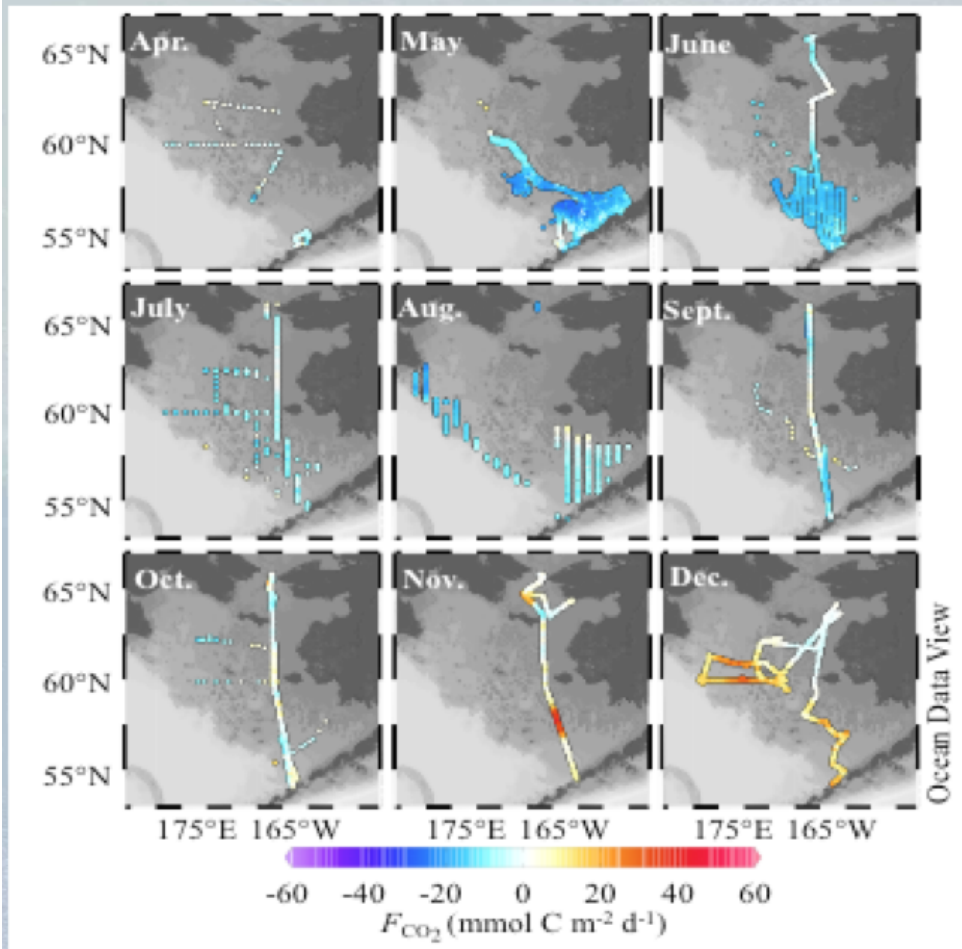 Apr. May June
65°N
60°N
55°N
July Aug. Sept.
65°N
60°N
55°N
Oct. Nov. Dec.
65°N
60°N
55°N
175°E 165°W 175°E 165°W 175°E 165°W
Ocean Data View
-60 -40 -20 0 20 40 60
F_CO₂ (mmol C m⁻² d⁻¹)